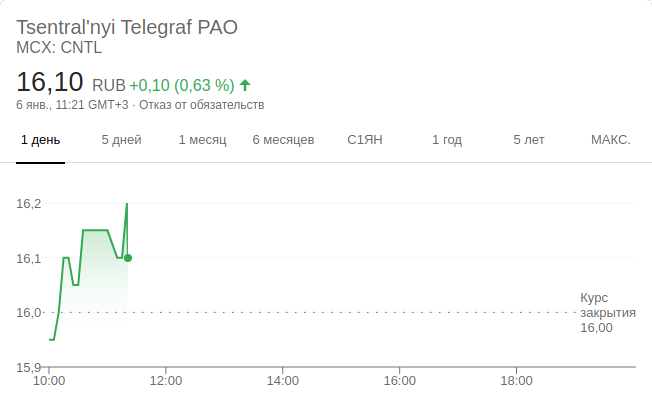 Tsentral'nyi Telegraf PAO
MCX: CNTL
16,10 RUB +0,10 (0,63 %)
6 янв., 11:21 GMT+3 · Отказ от обязательств
1 день 5 дней 1 месяц 6 месяцев С1ЯН 1 год 5 лет МАКС.
16,2
16,1
16,0
15,9
Курс
закрытия
16,00
10:00 12:00 14:00 16:00 18:00